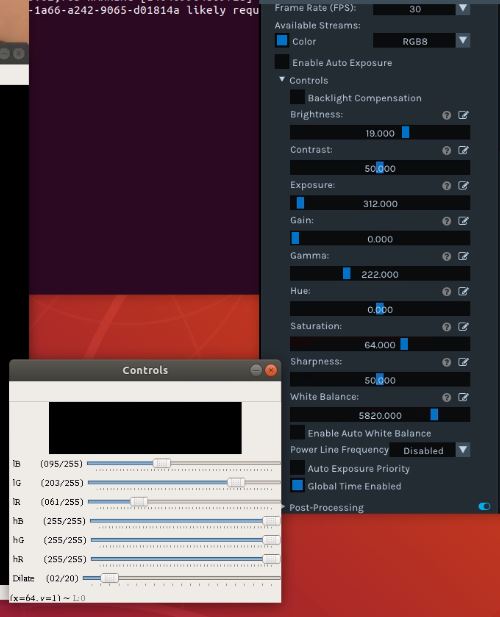 -1a66-a242-9065-d01814a likely requ
Frame Rate (FPS): 30
Available Streams:
Color RGB8
Enable Auto Exposure
Controls
Backlight Compensation
Brightness:
19.000
Contrast:
50.000
Exposure:
312.000
Gain:
0.000
Gamma:
222.000
Hue:
0.000
Saturation:
64.000
Sharpness:
50.000
White Balance:
5820.000
Enable Auto White Balance
Power Line Frequency Disabled
Auto Exposure Priority
Global Time Enabled
Post-Processing
Controls
lB (095/255)
lG (203/255)
lR (061/255)
hB (255/255)
hG (255/255)
hR (255/255)
Dilate (02/20)
(x=64, y=1) ~ L:0